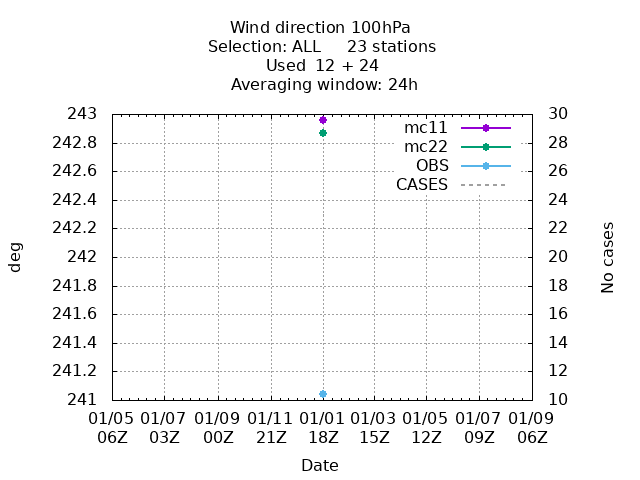 Wind direction 100hPa
Selection: ALL 23 stations
Used 12 + 24
Averaging window: 24h
243 30
242.8 28
242.6 26
242.4 24
242.2 22
242 20
241.8 18
241.6 16
241.4 14
241.2 12
241 10
mc11
mc22
OBS
CASES
deg
No cases
01/05 01/07 01/09 01/11 01/01 01/03 01/05 01/07 01/09
06Z 03Z 00Z 21Z 18Z 15Z 12Z 09Z 06Z
Date